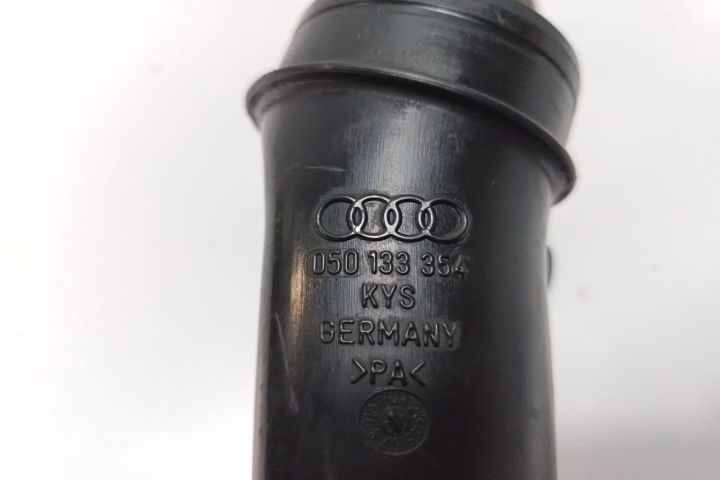 050 133 354
KYS
GERMANY
>PA<